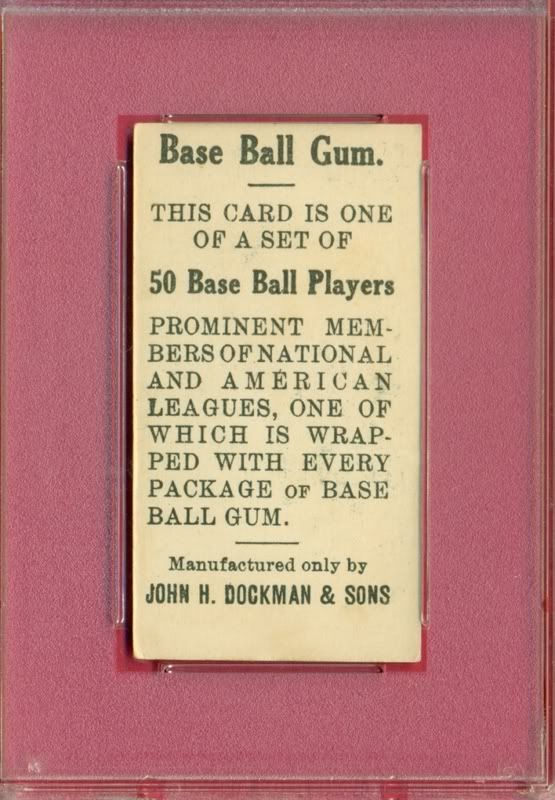 Base Ball Gum.
THIS CARD IS ONE
OF A SET OF
50 Base Ball Players
PROMINENT MEM-
BERS OF NATIONAL
AND AMERICAN
LEAGUES, ONE OF
WHICH IS WRAP-
PED WITH EVERY
PACKAGE OF BASE
BALL GUM.
Manufactured only by
JOHN H. DOCKMAN & SONS